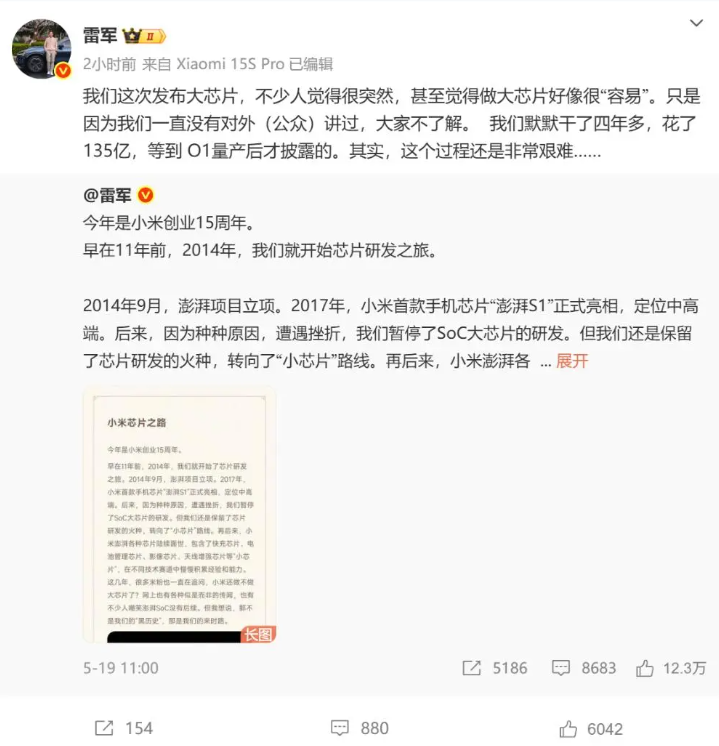 雷军 II
2小时前 来自 Xiaomi 15S Pro 已编辑
我们这次发布大芯片，不少人觉得很突然，甚至觉得做大芯片好像很“容易”。只是
因为我们一直没有对外（公众）讲过，大家不了解。 我们默默干了四年多，花了
135亿，等到 O1量产后才披露的。其实，这个过程还是非常艰难......
@雷军
今年是小米创业15周年。
早在11年前，2014年，我们就开始芯片研发之旅。
2014年9月，澎湃项目立项。2017年，小米首款手机芯片“澎湃S1”正式亮相，定位中高
端。后来，因为种种原因，遭遇挫折，我们暂停了SoC大芯片的研发。但我们还是保留
了芯片研发的火种，转向了“小芯片”路线。再后来，小米澎湃各 ... 展开
小米芯片之路
今年是小米创业15周年。
早在11年前，2014年，我们就开始了芯片研发
之旅。2014年9月，澎湃项目立项。2017年，
小米首款手机芯片“澎湃S1”正式亮相，定位中高
端。后来，因为种种原因，遭遇挫折，我们暂停
了SoC大芯片的研发。但我们还是保留了芯片
研发的火种，转向了“小芯片”路线。再后来，小
米澎湃各种芯片陆续面世，包含了快充芯片、电
池管理芯片、影像芯片、天线增强芯片等“小芯
片”，在不同技术赛道中慢慢积累经验和能力。
这几年，很多米粉也一直在追问，小米还做不做
大芯片了？网上也有各种似是而非的传闻，也有
不少人嘲笑澎湃SoC没有后续。但我想说，那不
是我们的“黑历史”，那是我们的来时路。
长图
5-19 11:00 5186 8683 12.3万
154 880 6042